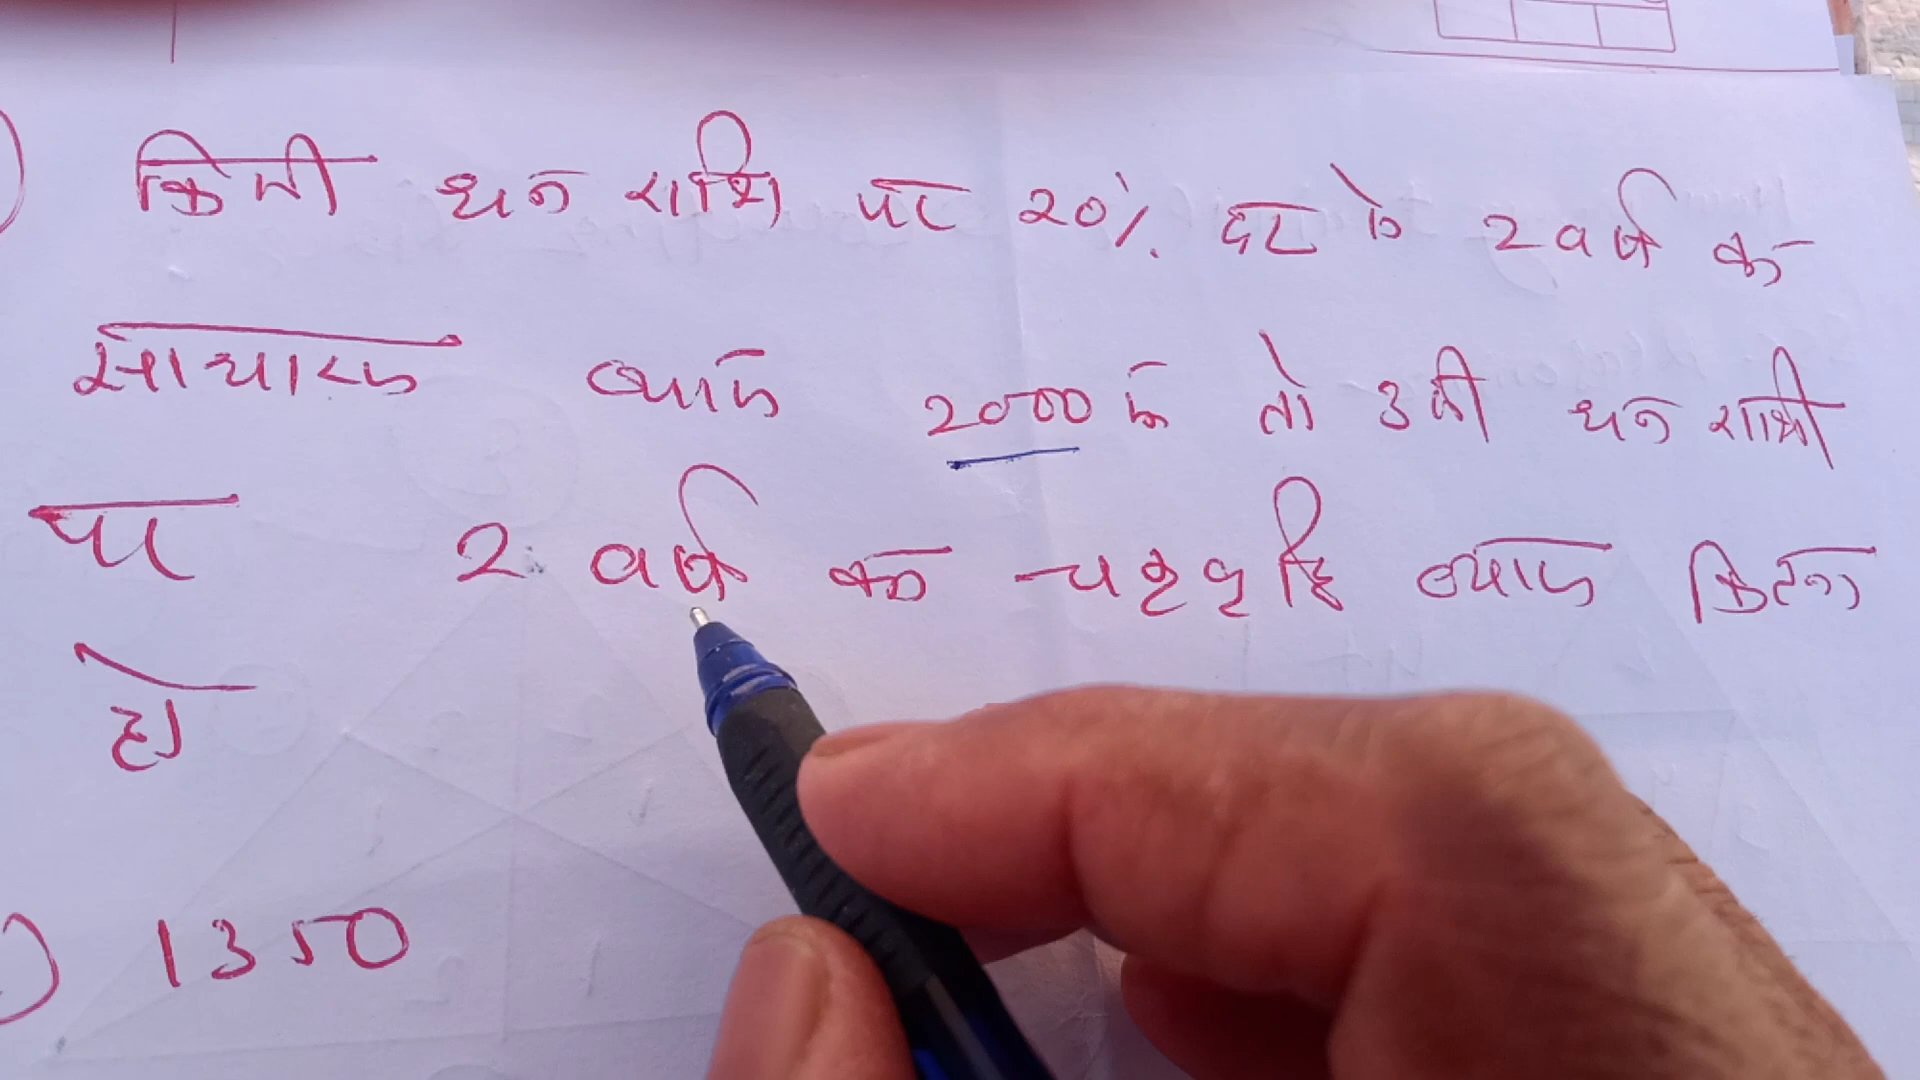 किसी धन राशि पर 20% दर से 2 वर्ष का
साधारण ब्याज 2000 है तो उसी धन राशी
पर 2 वर्ष का चक्रवृद्धि ब्याज कितना
हो
1350